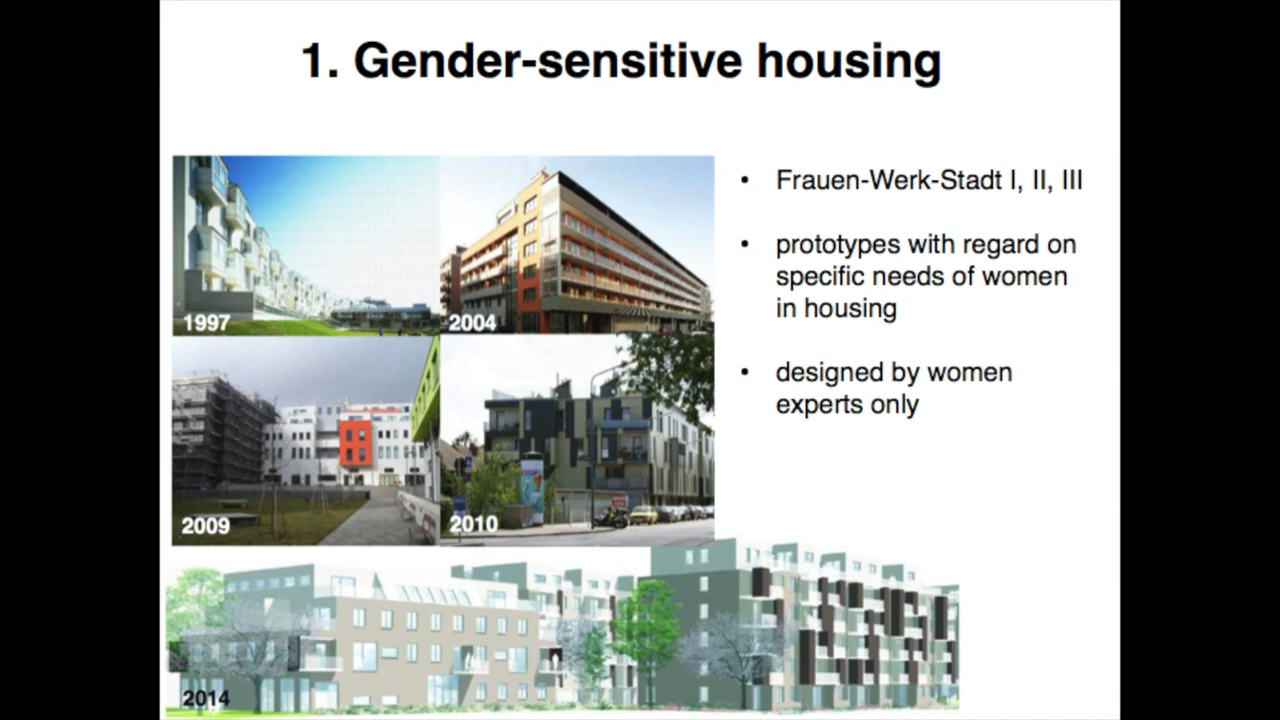 1. Gender-sensitive housing
1997
2004
2009
2010
2014
• Frauen-Werk-Stadt I, II, III
• prototypes with regard on
specific needs of women
in housing
• designed by women
experts only